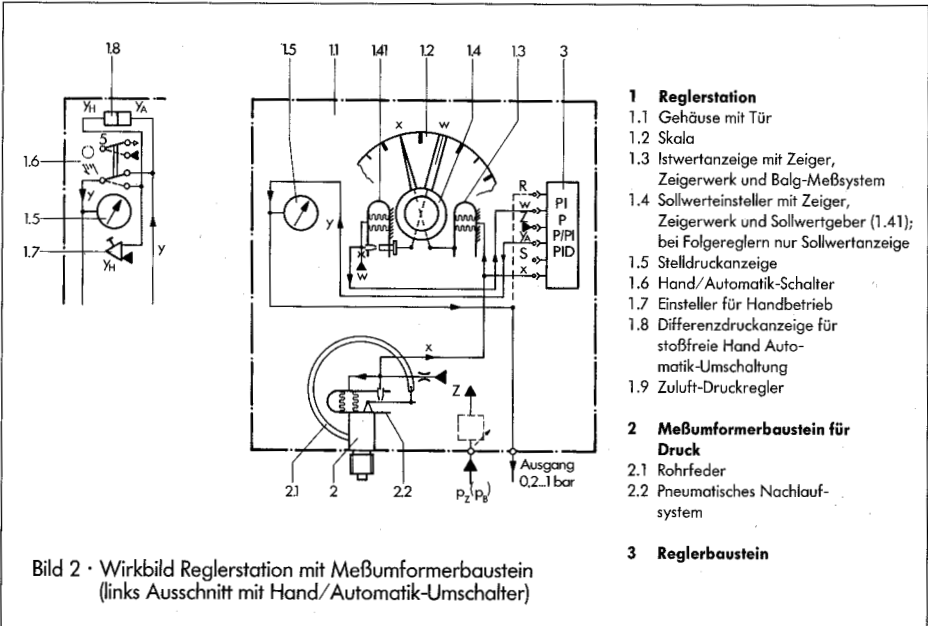 1.8
1.5
1.41
1.1
1.2
1.4
1.3
3
yH
yA
5
1.6
y
1.5
1.7
yH
y
x
w
R
w
Z
yA
S
x
PI
P
P/PI
PID
x
w
y
x
Z
2.1
2
2.2
pZ(pB)
Ausgang
0,2...1 bar
1 Reglerstation
1.1 Gehäuse mit Tür
1.2 Skala
1.3 Istwertanzeige mit Zeiger,
Zeigerwerk und Balg-Meßsystem
1.4 Sollwerteinsteller mit Zeiger,
Zeigerwerk und Sollwertgeber (1.41);
bei Folgereglern nur Sollwertanzeige
1.5 Stelldruckanzeige
1.6 Hand/Automatik-Schalter
1.7 Einsteller für Handbetrieb
1.8 Differenzdruckanzeige für
stoßfreie Hand Auto-
matik-Umschaltung
1.9 Zuluft-Druckregler
2 Meßumformerbaustein für
Druck
2.1 Rohrfeder
2.2 Pneumatisches Nachlauf-
system
3 Reglerbaustein
Bild 2 · Wirkbild Reglerstation mit Meßumformerbaustein
(links Ausschnitt mit Hand/Automatik-Umschalter)